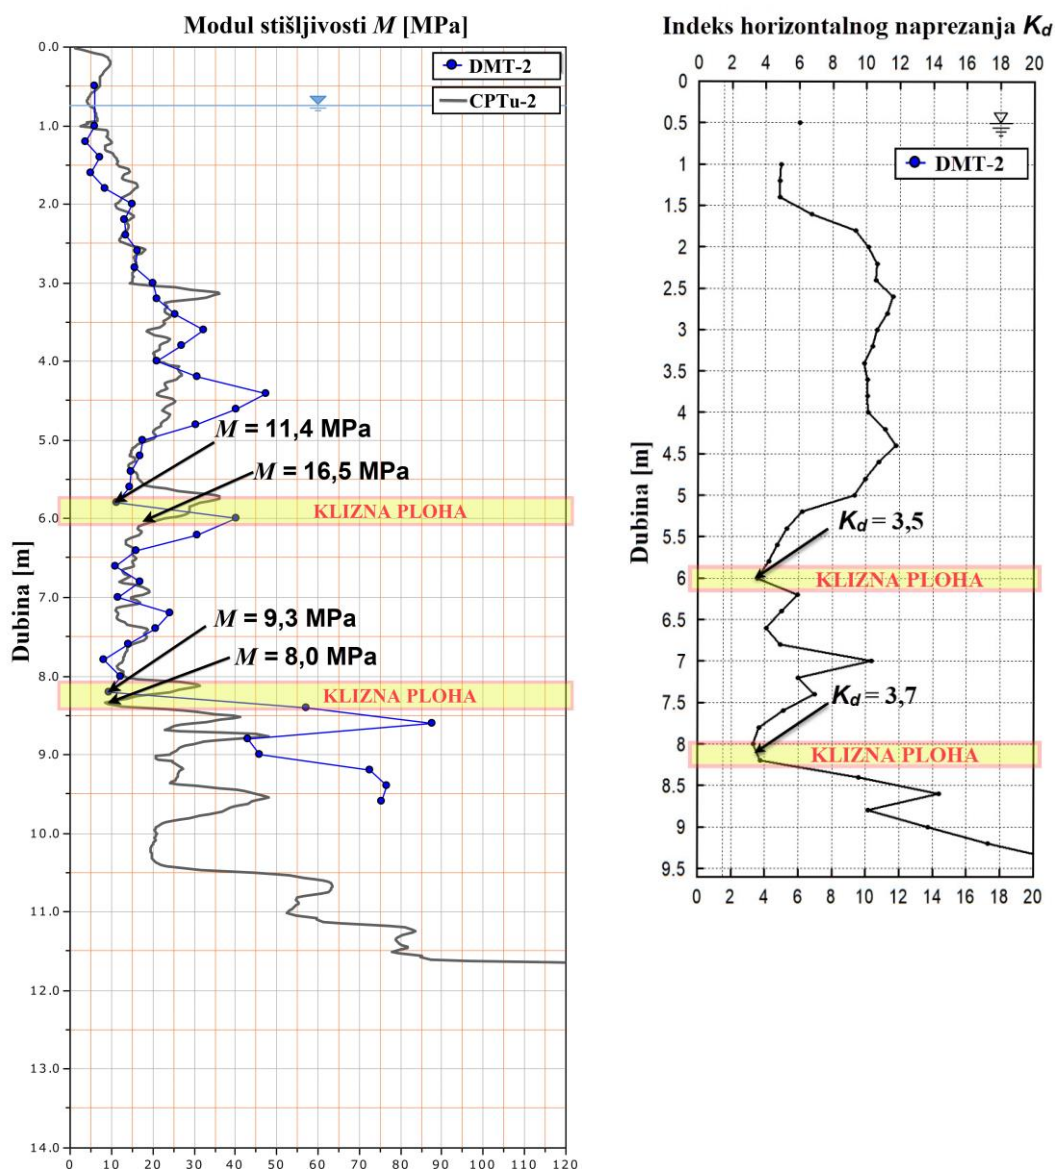 Modul stišljivosti M [MPa]
DMT-2
CPTu-2
0.0
1.0
2.0
3.0
4.0
5.0
6.0
7.0
8.0
9.0
10.0
11.0
12.0
13.0
14.0
Dubina [m]
M = 11,4 MPa
M = 16,5 MPa
KLIZNA PLOHA
M = 9,3 MPa
M = 8,0 MPa
KLIZNA PLOHA
0 10 20 30 40 50 60 70 80 90 100 110 120
Indeks horizontalnog naprezanja Kd
0 2 4 6 8 10 12 14 16 18 20
DMT-2
0
0.5
1
1.5
2
2.5
3
3.5
4
4.5
5
5.5
6
6.5
7
7.5
8
8.5
9
9.5
Dubina [m]
Kd = 3,5
KLIZNA PLOHA
Kd = 3,7
KLIZNA PLOHA
0 2 4 6 8 10 12 14 16 18 20